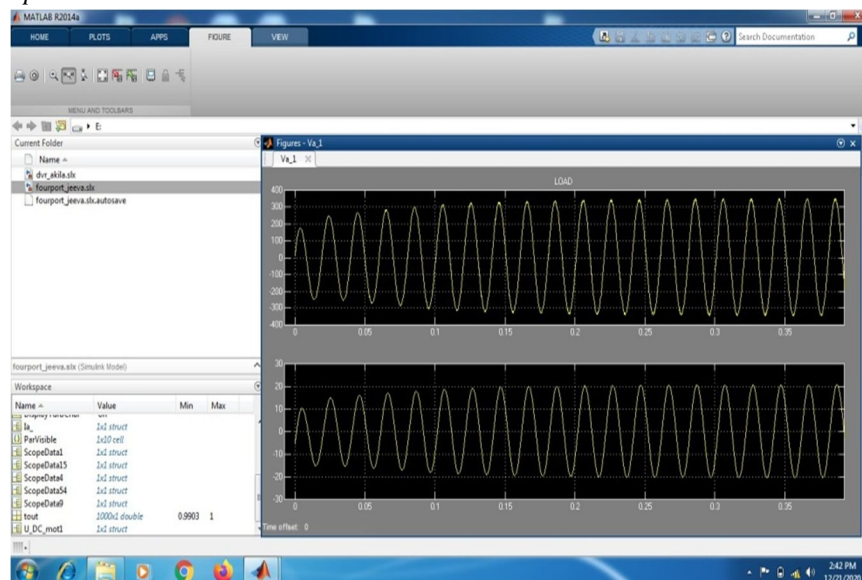 MATLAB R2014a
HOME PLOTS APPS FIGURE VIEW
Search Documentation
MENU AND TOOLBARS
E:
Current Folder
Name
dvr_akila.slx
fourport_jeeva.slx
fourport_jeeva.slx.autosave
fourport_jeeva.slx (Simulink Model)
Workspace
Name Value Min Max
Ia_ 1x1 struct
ParVisible 1x10 cell
ScopeData1 1x1 struct
ScopeData15 1x1 struct
ScopeData4 1x1 struct
ScopeData54 1x1 struct
ScopeData9 1x1 struct
tout 1000x1 double 0.9903 1
U_DC_mot1 1x1 struct
Figures - Va_1
Va_1
LOAD
400
300
200
100
0
-100
-200
-300
-400
0 0.05 0.1 0.15 0.2 0.25 0.3 0.35
30
20
10
0
-10
-20
-30
0 0.05 0.1 0.15 0.2 0.25 0.3 0.35
Time offset: 0
2:42 PM